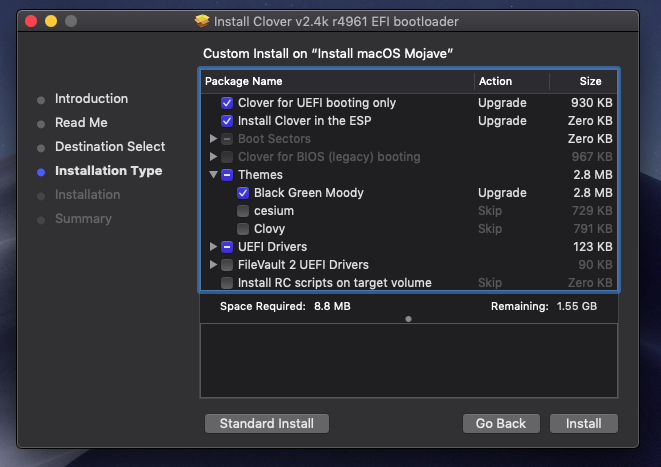 Install Clover v2.4k r4961 EFI bootloader
Custom Install on “Install macOS Mojave”
Introduction
Read Me
Destination Select
Installation Type
Installation
Summary
Package Name Action Size
Clover for UEFI booting only Upgrade 930 KB
Install Clover in the ESP Upgrade Zero KB
Boot Sectors Zero KB
Clover for BIOS (legacy) booting 967 KB
Themes 2.8 MB
Black Green Moody Upgrade 2.8 MB
cesium Skip 729 KB
Clovy Skip 791 KB
UEFI Drivers 123 KB
FileVault 2 UEFI Drivers 90 KB
Install RC scripts on target volume Skip Zero KB
Space Required: 8.8 MB Remaining: 1.55 GB
Standard Install Go Back Install